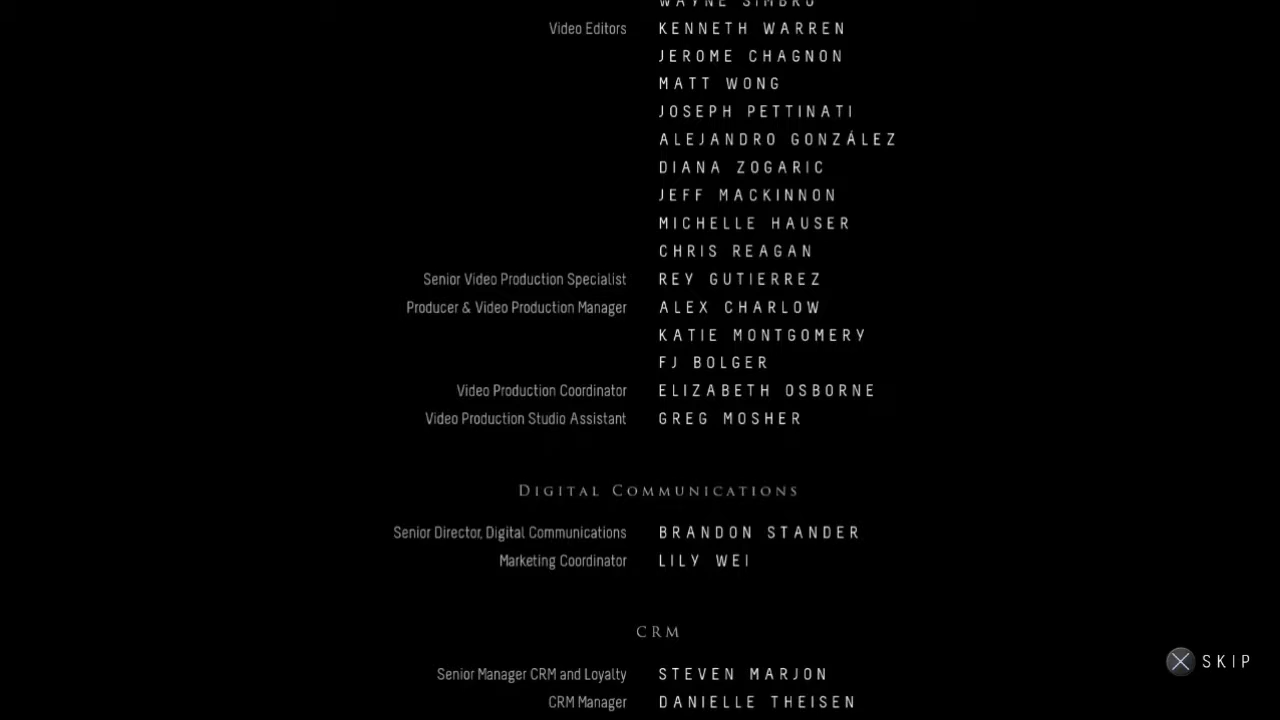 WAYNE SIMBRO
Video Editors KENNETH WARREN
JEROME CHAGNON
MATT WONG
JOSEPH PETTINATI
ALEJANDRO GONZÁLEZ
DIANA ZOGARIC
JEFF MACKINNON
MICHELLE HAUSER
CHRIS REAGAN
Senior Video Production Specialist REY GUTIERREZ
Producer & Video Production Manager ALEX CHARLOW
KATIE MONTGOMERY
FJ BOLGER
Video Production Coordinator ELIZABETH OSBORNE
Video Production Studio Assistant GREG MOSHER
DIGITAL COMMUNICATIONS
Senior Director, Digital Communications BRANDON STANDER
Marketing Coordinator LILY WEI
CRM
Senior Manager CRM and Loyalty STEVEN MARJON
CRM Manager DANIELLE THEISEN
SKIP